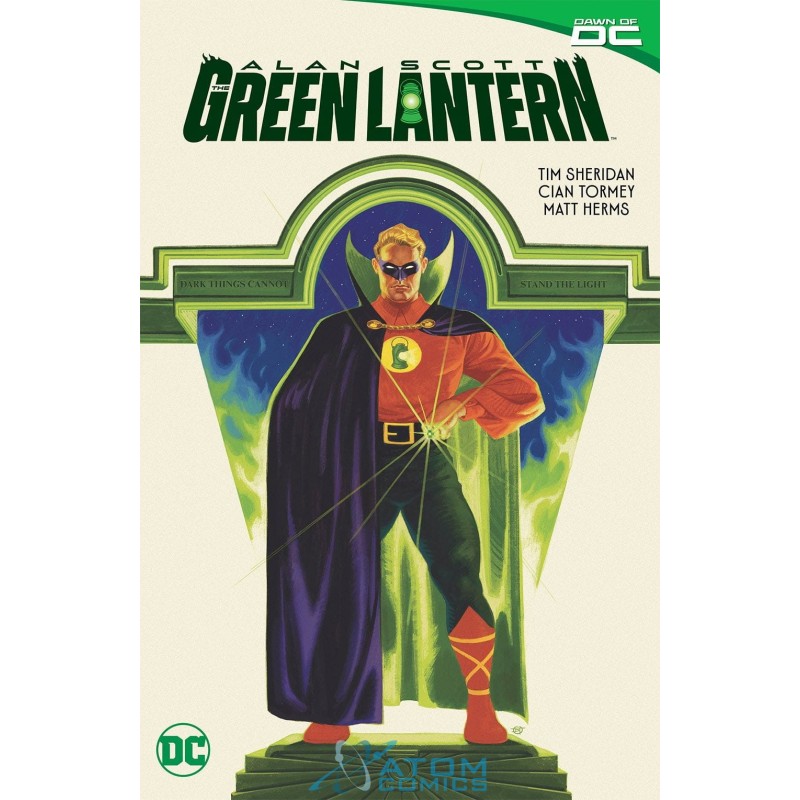 DAWN OF
DC
ALAN SCOTT
THE
GREEN LANTERN™
TIM SHERIDAN
CIAN TORMEY
MATT HERMS
DARK THINGS CANNOT
STAND THE LIGHT
DC
ATOM
COMICS